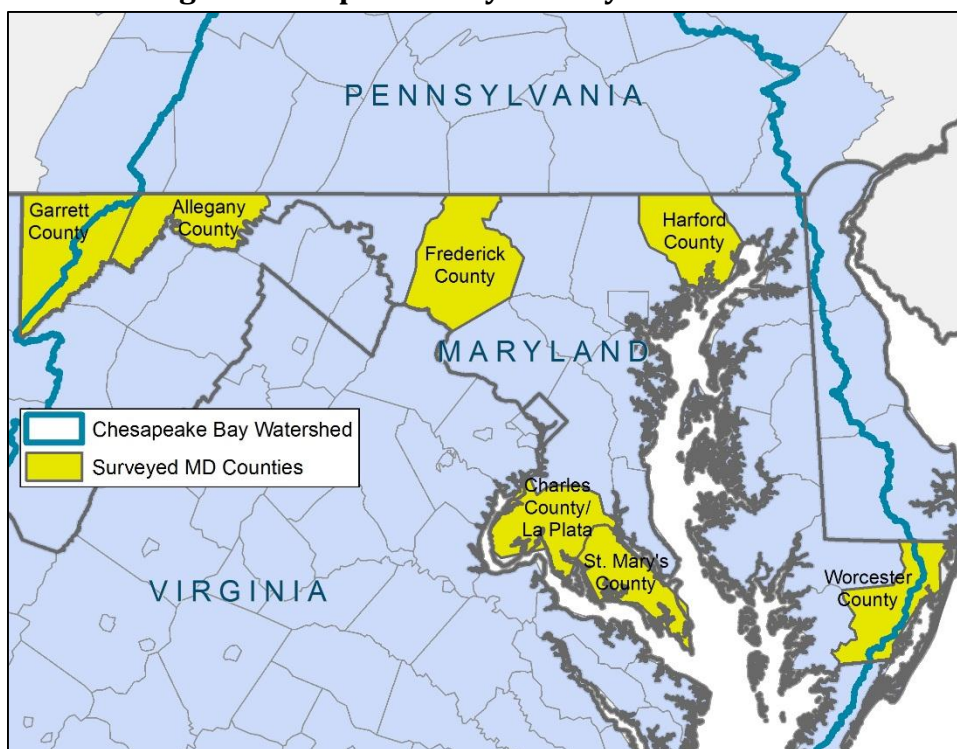 PENNSYLVANIA
Garrett
County
Allegany
County
Frederick
County
Harford
County
MARYLAND
Chesapeake Bay Watershed
Surveyed MD Counties
Charles
County/
La Plata
St. Mary's
County
VIRGINIA
Worcester
County